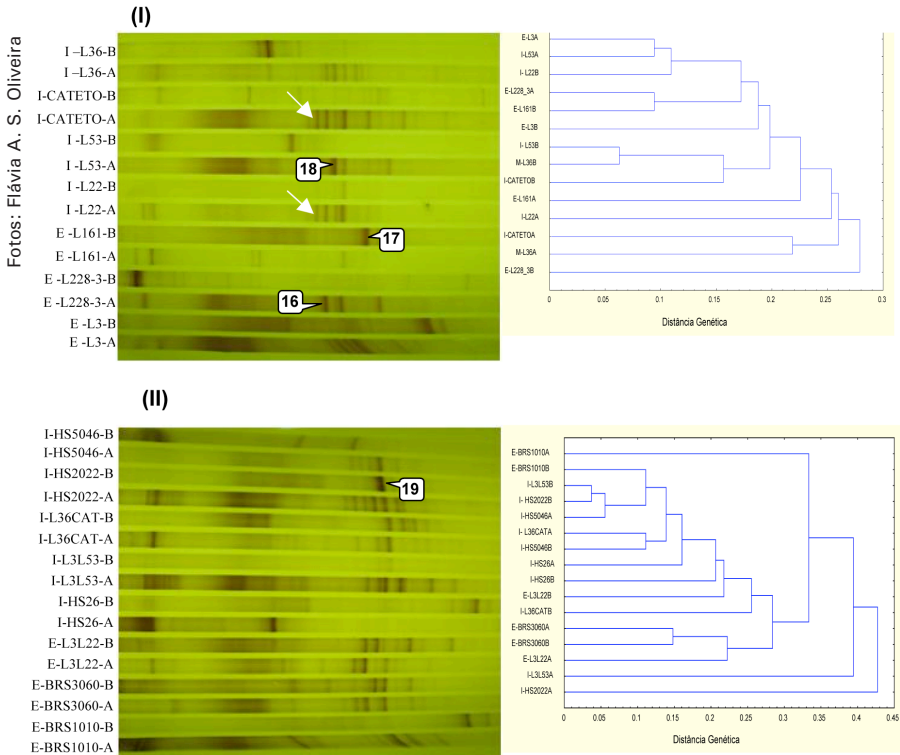 Fotos: Flávia A. S. Oliveira
(I)
I –L36-B
I –L36-A
I-CATETO-B
I-CATETO-A
I -L53-B
I -L53-A
I -L22-B
I -L22-A
E -L161-B
E -L161-A
E -L228-3-B
E -L228-3-A
E -L3-B
E -L3-A
18
17
16
E-L3A
I-L53A
I- L22B
E-L228_3A
E-L161B
E-L3B
I- L53B
M-L36B
I-CATETOB
E-L161A
I-L22A
I-CATETOA
M-L36A
E-L228_3B
0 0.05 0.1 0.15 0.2 0.25 0.3
Distância Genética
(II)
I-HS5046-B
I-HS5046-A
I-HS2022-B
I-HS2022-A
I-L36CAT-B
I-L36CAT-A
I-L3L53-B
I-L3L53-A
I-HS26-B
I-HS26-A
E-L3L22-B
E-L3L22-A
E-BRS3060-B
E-BRS3060-A
E-BRS1010-B
E-BRS1010-A
19
E-BRS1010A
E-BRS1010B
I-L3L53B
I- HS2022B
I-HS5046A
I- L36CATA
I-HS5046B
I-HS26A
I-HS26B
E-L3L22B
I-L36CATB
E-BRS3060A
E-BRS3060B
E-L3L22A
I-L3L53A
I-HS2022A
0 0.05 0.1 0.15 0.2 0.25 0.3 0.35 0.4 0.45
Distância Genética